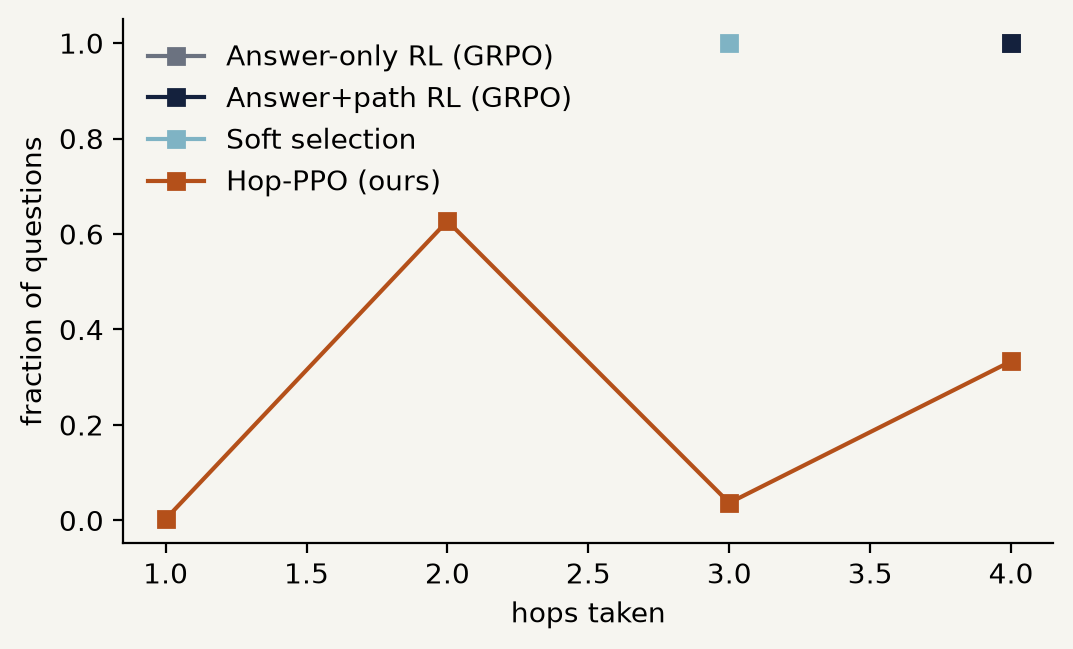 Answer-only RL (GRPO)
Answer+path RL (GRPO)
Soft selection
Hop-PPO (ours)
fraction of questions
1.0
0.8
0.6
0.4
0.2
0.0
1.0 1.5 2.0 2.5 3.0 3.5 4.0
hops taken